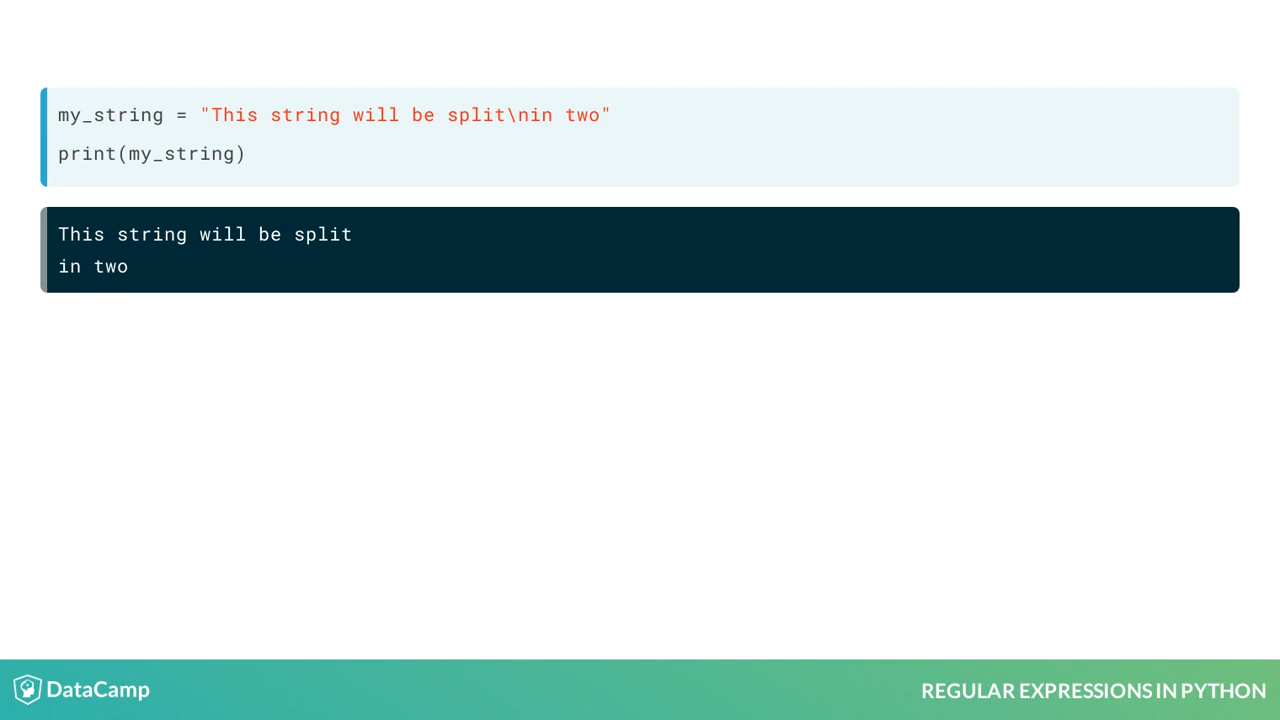 my_string = "This string will be split\nin two"
print(my_string)
This string will be split
in two
DataCamp
REGULAR EXPRESSIONS IN PYTHON